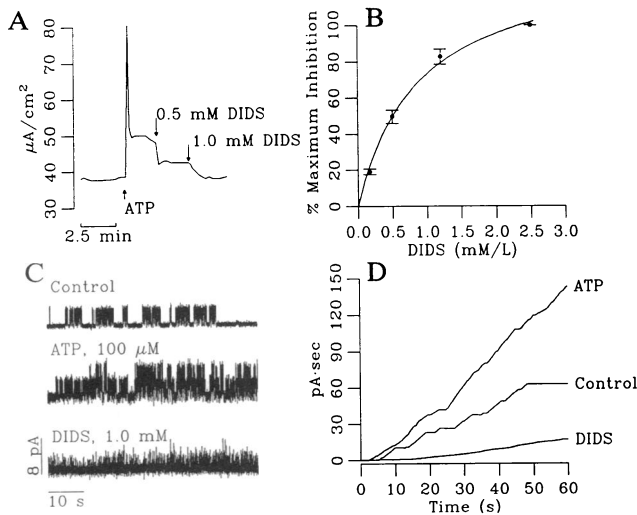 A
μA/cm²
80
70
60
50
40
30
0.5 mM DIDS
1.0 mM DIDS
ATP
2.5 min
B
% Maximum Inhibition
100
80
60
40
20
0
0.0 0.5 1.0 1.5 2.0 2.5 3.0
DIDS (mM/L)
C
Control
ATP, 100 μM
DIDS, 1.0 mM
8 pA
10 s
D
pA·sec
150
120
90
60
30
0
ATP
Control
DIDS
0 10 20 30 40 50 60
Time (s)